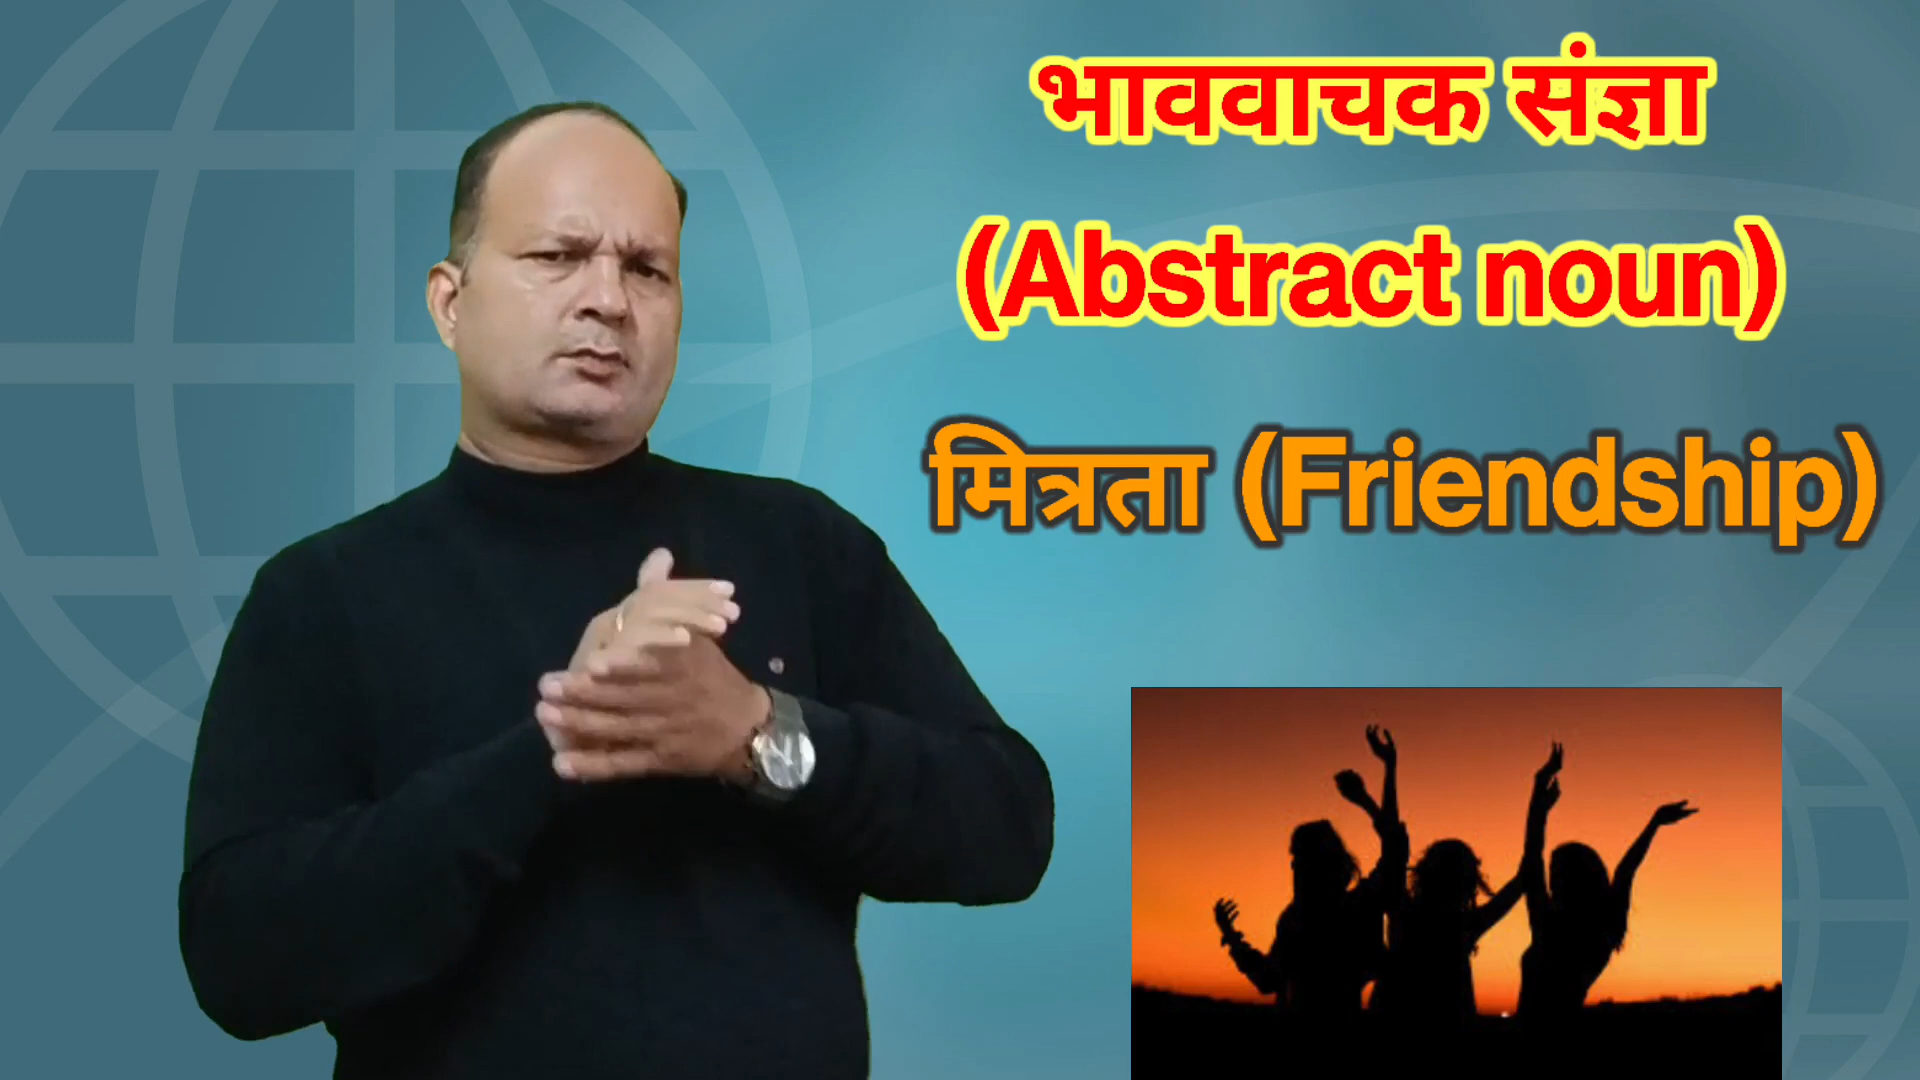 भाववाचक संज्ञा
(Abstract noun)
मित्रता (Friendship)